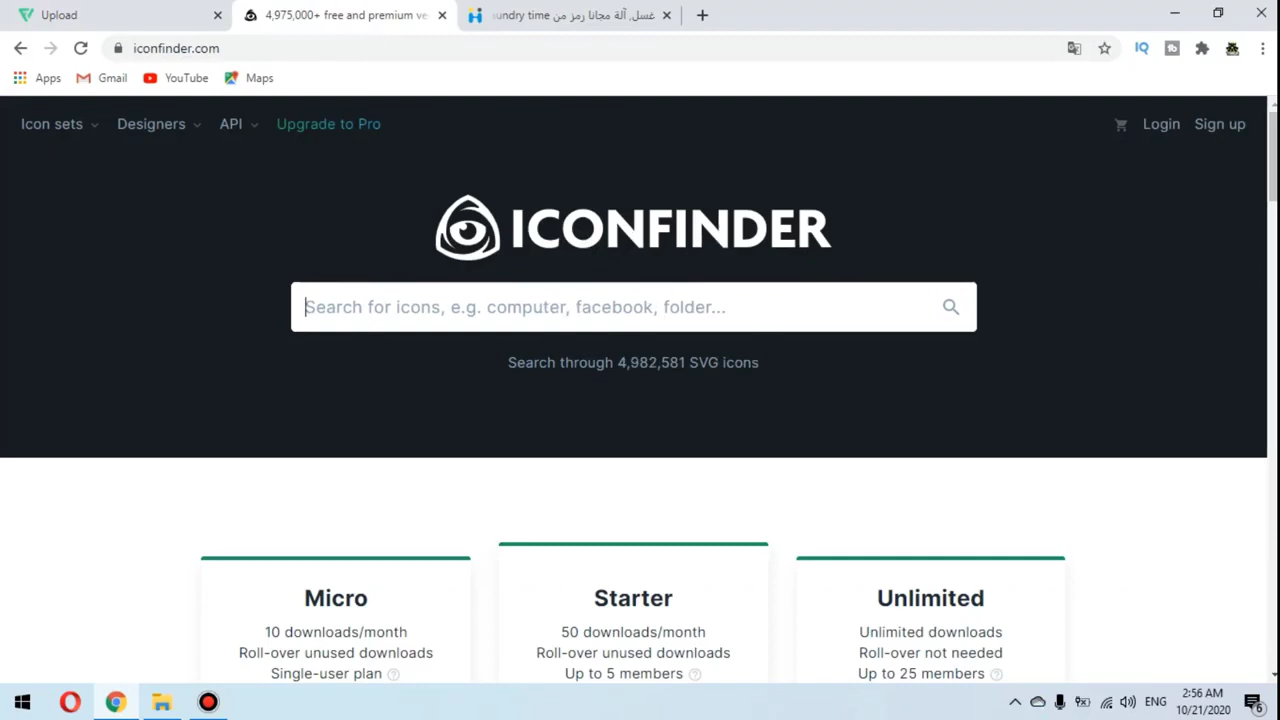 Upload
4,975,000+ free and premium ve
غسل, آلة مجانا رمز من undry time
iconfinder.com
IQ
Apps
Gmail
YouTube
Maps
Icon sets
Designers
API
Upgrade to Pro
Login
Sign up
ICONFINDER
Search for icons, e.g. computer, facebook, folder...
Search through 4,982,581 SVG icons
Micro
10 downloads/month
Roll-over unused downloads
Single-user plan ?
Starter
50 downloads/month
Roll-over unused downloads
Up to 5 members ?
Unlimited
Unlimited downloads
Roll-over not needed
Up to 25 members ?
ENG
2:56 AM
10/21/2020
6